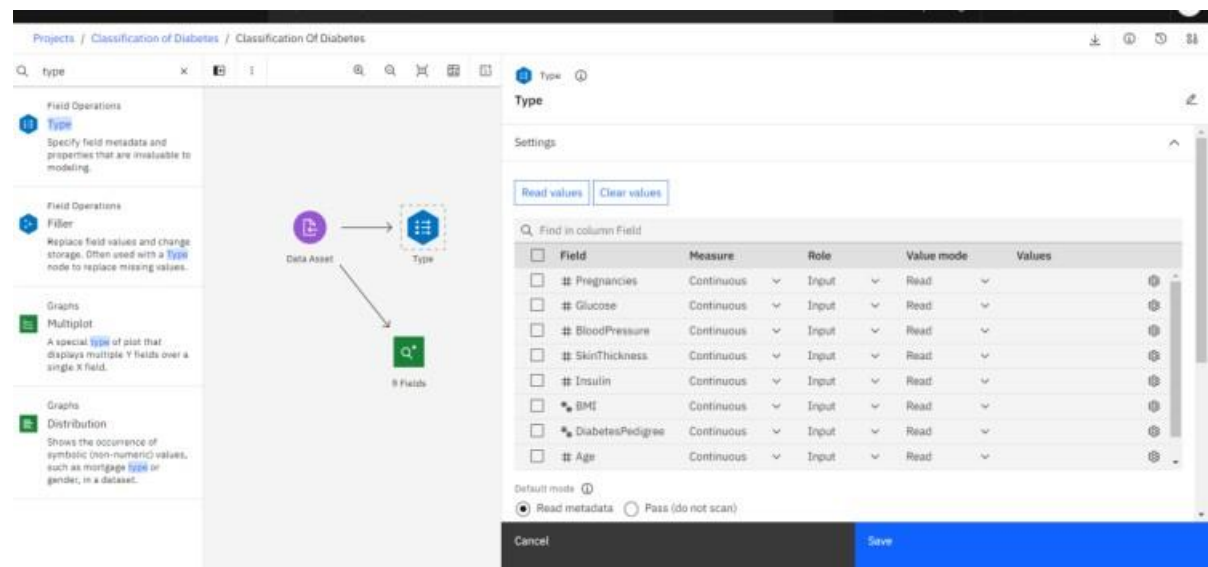 Projects / Classification of Diabetes / Classification Of Diabetes
type
Field Operations
Type
Specify field metadata and
properties that are invaluable to
modeling.
Field Operations
Filler
Replace field values and change
storage. Often used with a Type
node to replace missing values.
Graphs
Multiplot
A special type of plot that
displays multiple Y fields over a
single X field.
Graphs
Distribution
Shows the occurrence of
symbolic (non-numeric) values,
such as mortgage type or
gender, in a dataset.
Data Asset
Type
9 Fields
Type
Type
Settings
Read values Clear values
Find in column Field
Field Measure Role Value mode Values
# Pregnancies Continuous Input Read
# Glucose Continuous Input Read
# BloodPressure Continuous Input Read
# SkinThickness Continuous Input Read
# Insulin Continuous Input Read
BMI Continuous Input Read
DiabetesPedigree Continuous Input Read
# Age Continuous Input Read
Default mode
Read metadata Pass (do not scan)
Cancel Save